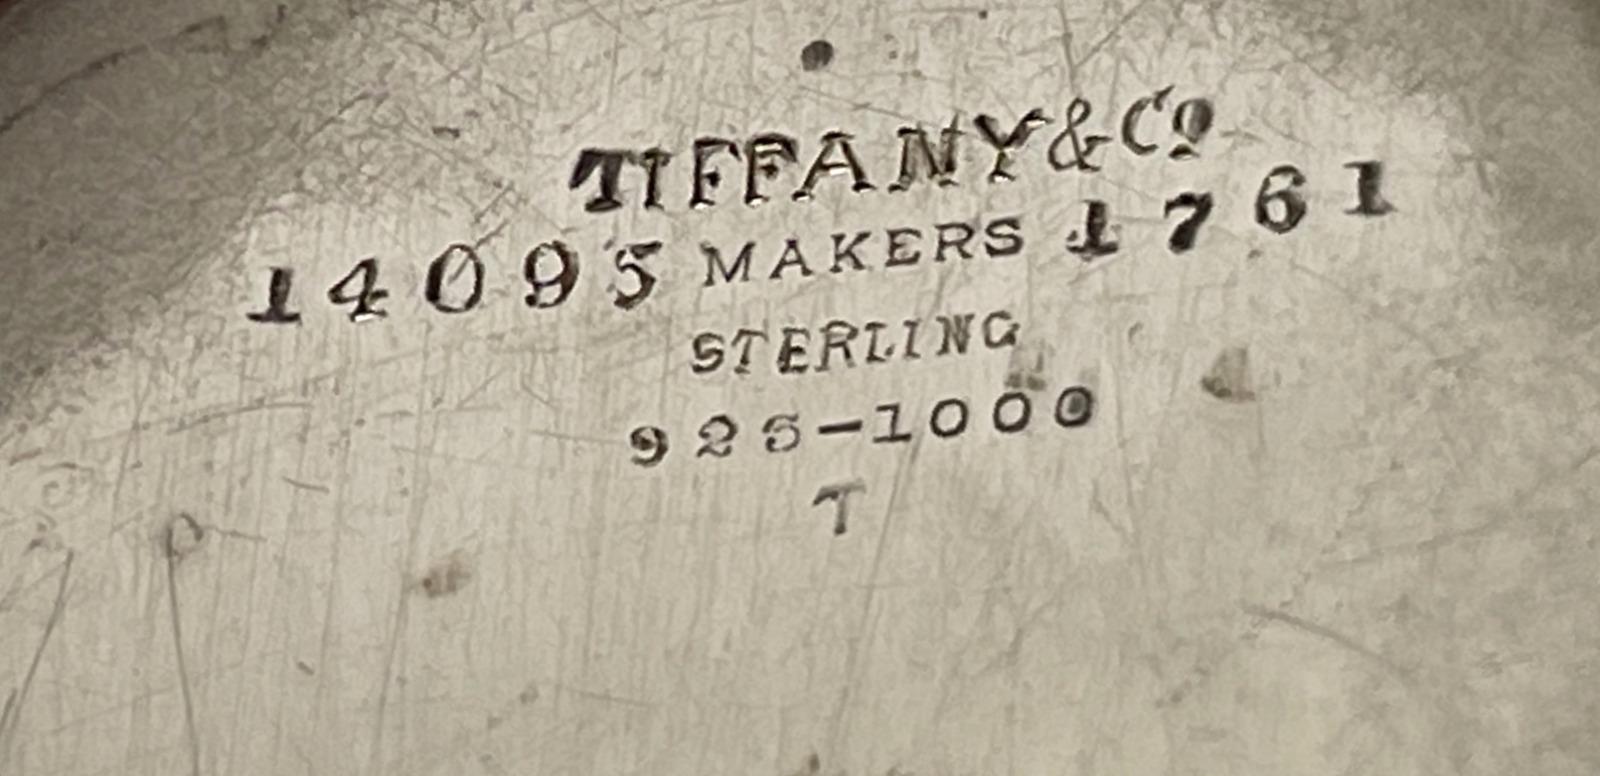 TIFFANY & Co
14095 MAKERS 1761
STERLING
925-1000
T